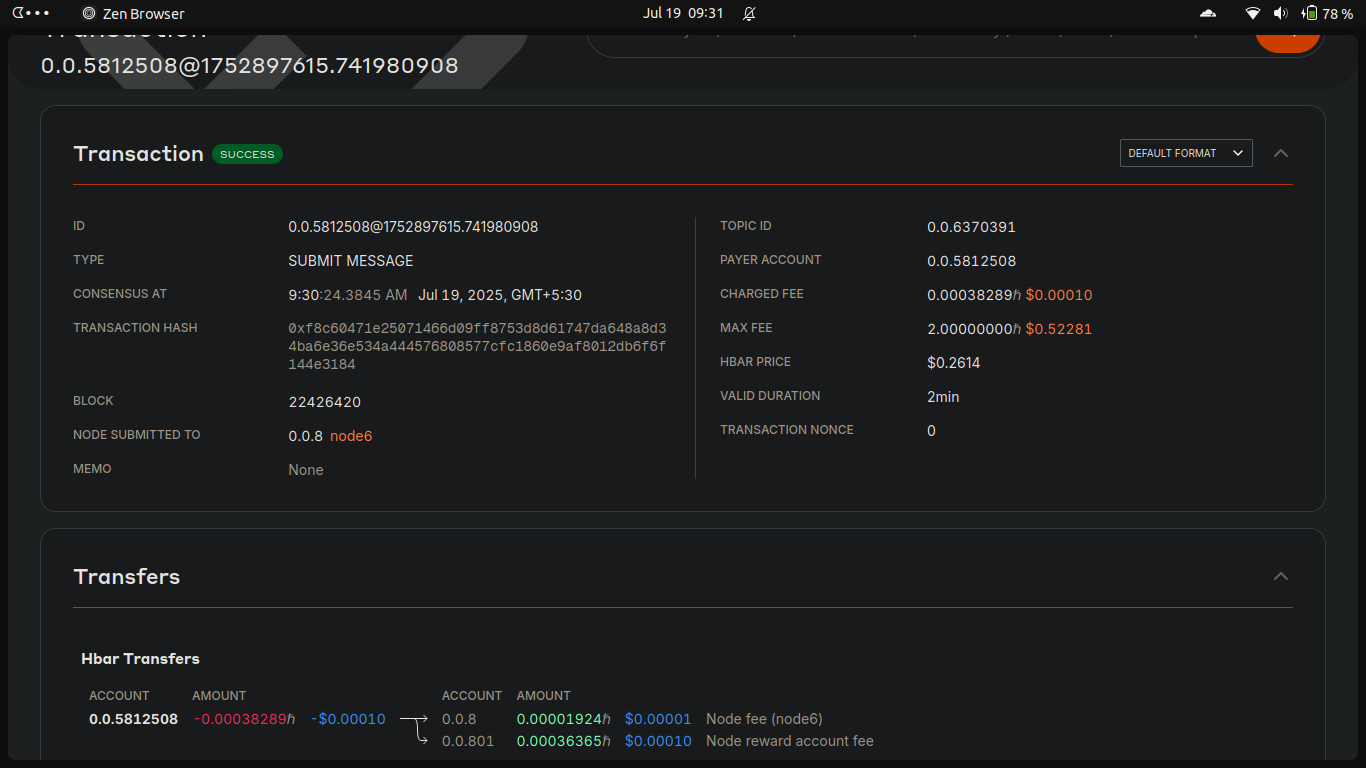 Zen Browser Jul 19 09:31 78 %
Transaction
0.0.5812508@1752897615.741980908
Transaction SUCCESS DEFAULT FORMAT
ID 0.0.5812508@1752897615.741980908
TYPE SUBMIT MESSAGE
CONSENSUS AT 9:30:24.3845 AM Jul 19, 2025, GMT+5:30
TRANSACTION HASH 0xf8c60471e25071466d09ff8753d8d61747da648a8d3
4ba6e36e534a444576808577cfc1860e9af8012db6f6f
144e3184
BLOCK 22426420
NODE SUBMITTED TO 0.0.8 node6
MEMO None
TOPIC ID 0.0.6370391
PAYER ACCOUNT 0.0.5812508
CHARGED FEE 0.00038289ℏ $0.00010
MAX FEE 2.00000000ℏ $0.52281
HBAR PRICE $0.2614
VALID DURATION 2min
TRANSACTION NONCE 0
Transfers
Hbar Transfers
ACCOUNT AMOUNT ACCOUNT AMOUNT
0.0.5812508 -0.00038289ℏ -$0.00010 0.0.8 0.00001924ℏ $0.00001 Node fee (node6)
0.0.801 0.00036365ℏ $0.00010 Node reward account fee